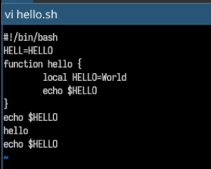 vi hello.sh
#!/bin/bash
HELL=HELLO
function hello {
        local HELLO=World
        echo $HELLO
}
echo $HELLO
hello
echo $HELLO
~